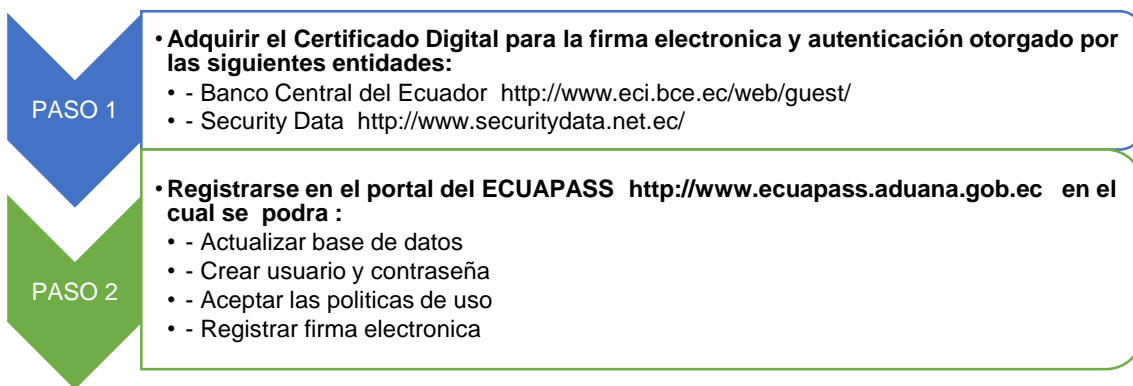 PASO 1
• Adquirir el Certificado Digital para la firma electronica y autenticación otorgado por
las siguientes entidades:
• - Banco Central del Ecuador http://www.eci.bce.ec/web/guest/
• - Security Data http://www.securitydata.net.ec/
PASO 2
• Registrarse en el portal del ECUAPASS http://www.ecuapass.aduana.gob.ec en el
cual se podra :
• - Actualizar base de datos
• - Crear usuario y contraseña
• - Aceptar las politicas de uso
• - Registrar firma electronica